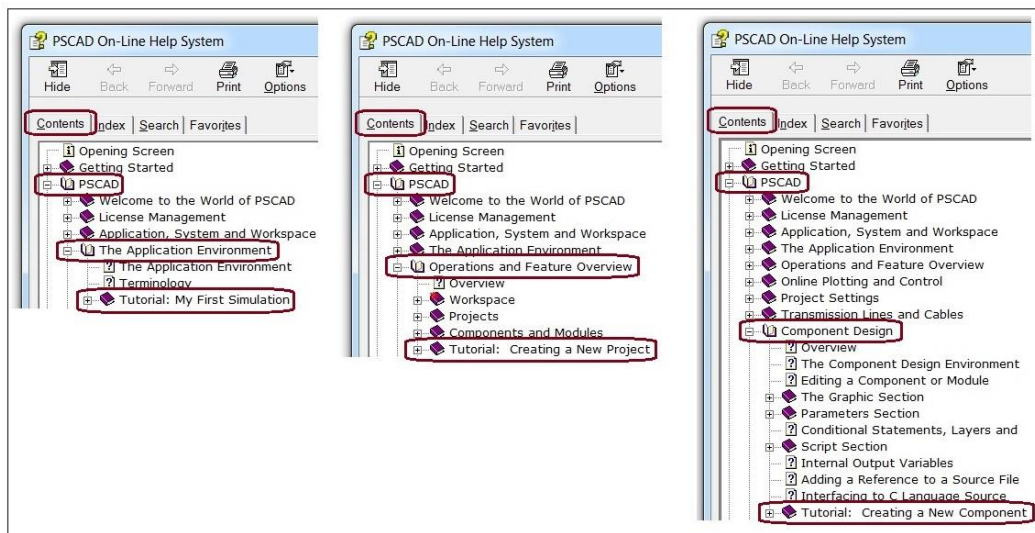 PSCAD On-Line Help System
Hide Back Forward Print Options
Contents Index Search Favorites
Opening Screen
Getting Started
PSCAD
Welcome to the World of PSCAD
License Management
Application, System and Workspace
The Application Environment
The Application Environment
Terminology
Tutorial: My First Simulation
PSCAD On-Line Help System
Hide Back Forward Print Options
Contents Index Search Favorites
Opening Screen
Getting Started
PSCAD
Welcome to the World of PSCAD
License Management
Application, System and Workspace
The Application Environment
Operations and Feature Overview
Overview
Workspace
Projects
Components and Modules
Tutorial: Creating a New Project
PSCAD On-Line Help System
Hide Back Forward Print Options
Contents Index Search Favorites
Opening Screen
Getting Started
PSCAD
Welcome to the World of PSCAD
License Management
Application, System and Workspace
The Application Environment
Operations and Feature Overview
Online Plotting and Control
Project Settings
Transmission Lines and Cables
Component Design
Overview
The Component Design Environment
Editing a Component or Module
The Graphic Section
Parameters Section
Conditional Statements, Layers and
Script Section
Internal Output Variables
Adding a Reference to a Source File
Interfacing to C Language Source
Tutorial: Creating a New Component